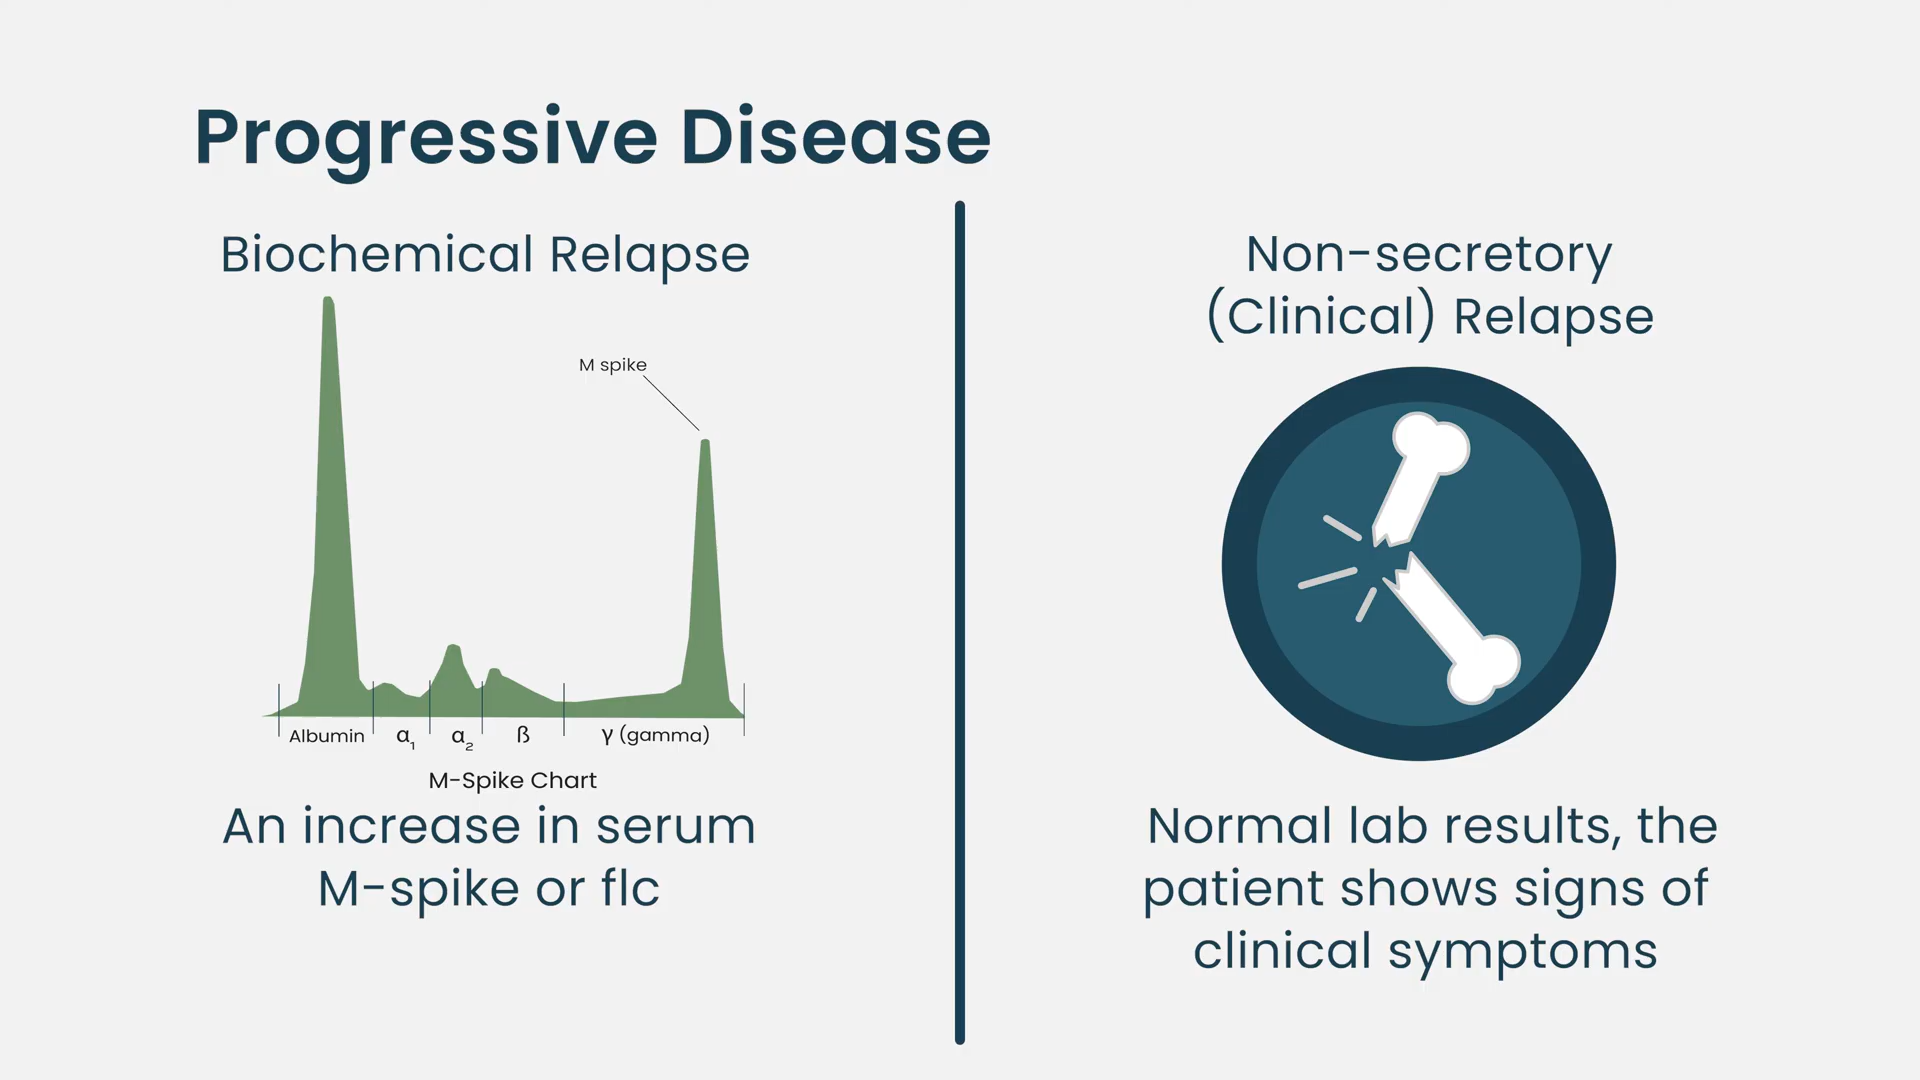 Progressive Disease
Biochemical Relapse
M spike
Albumin α₁ α₂ ß γ (gamma)
M-Spike Chart
An increase in serum
M-spike or flc
Non-secretory
(Clinical) Relapse
Normal lab results, the
patient shows signs of
clinical symptoms